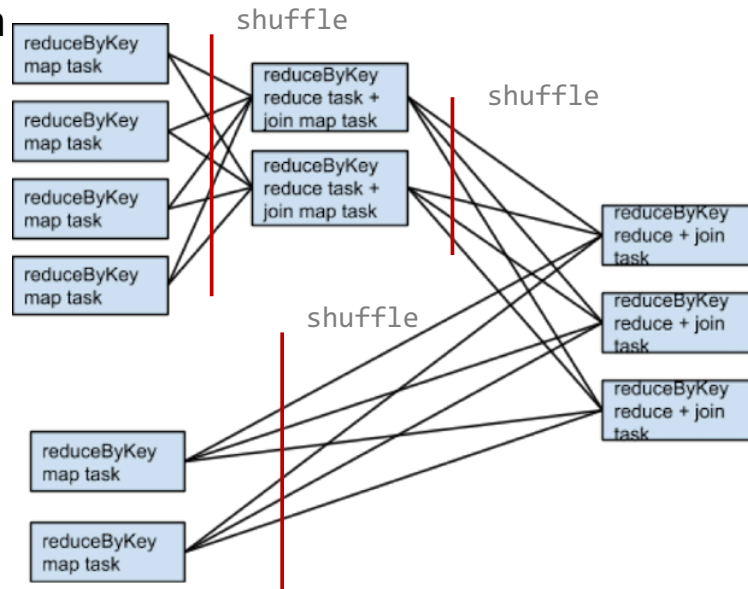 shuffle
reduceByKey
map task
reduceByKey
map task
reduceByKey
map task
reduceByKey
map task
reduceByKey
reduce task +
join map task
reduceByKey
reduce task +
join map task
shuffle
reduceByKey
reduce + join
task
reduceByKey
reduce + join
task
reduceByKey
reduce + join
task
shuffle
reduceByKey
map task
reduceByKey
map task